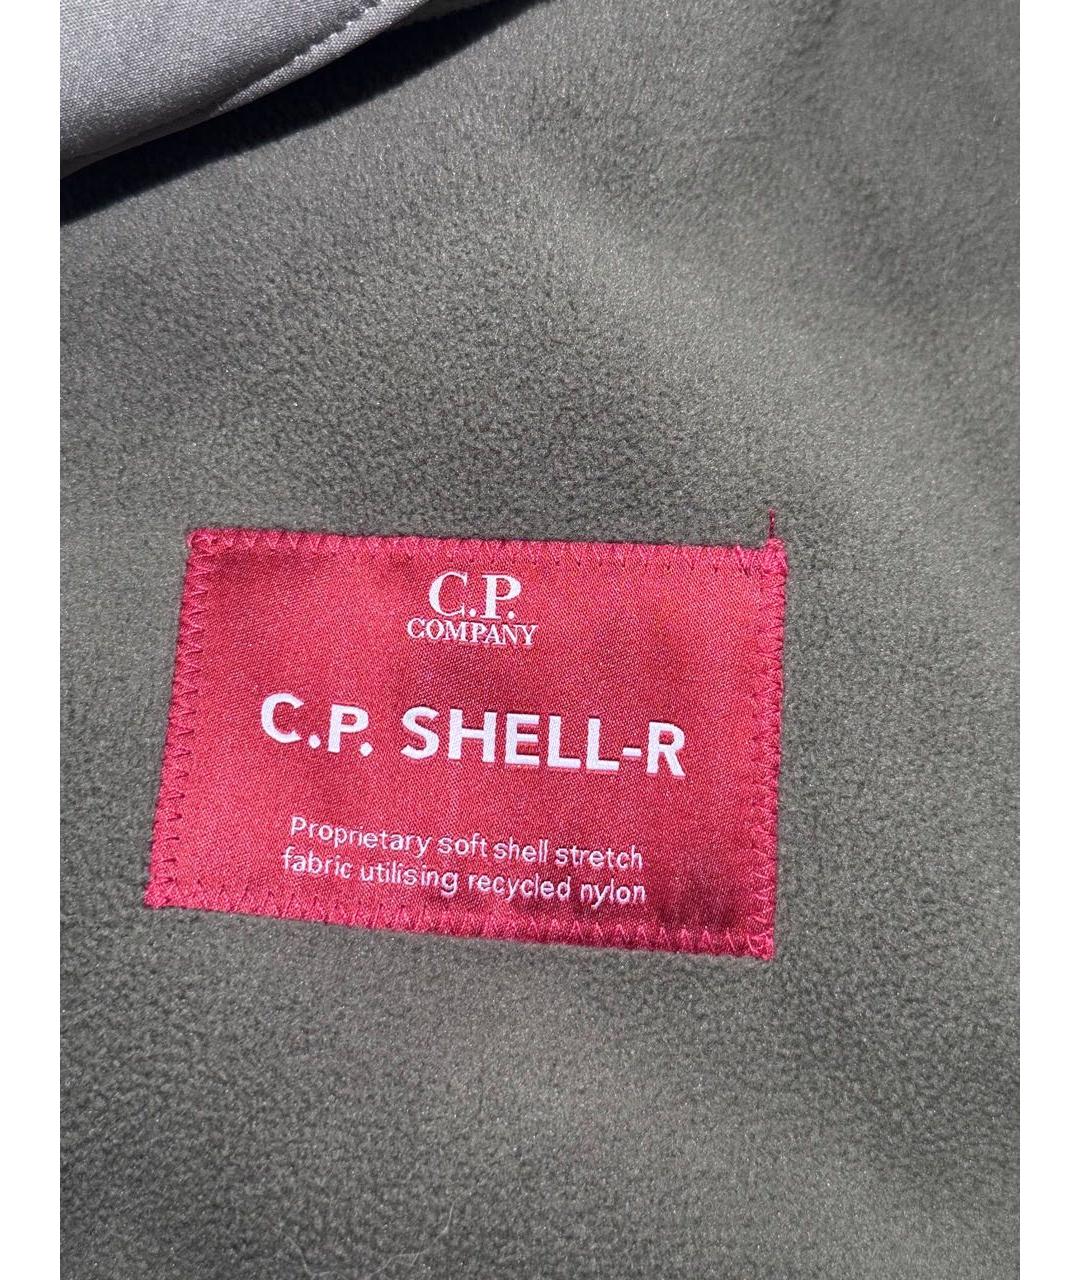 C.P.
COMPANY
C.P. SHELL-R
Proprietary soft shell stretch
fabric utilising recycled nylon